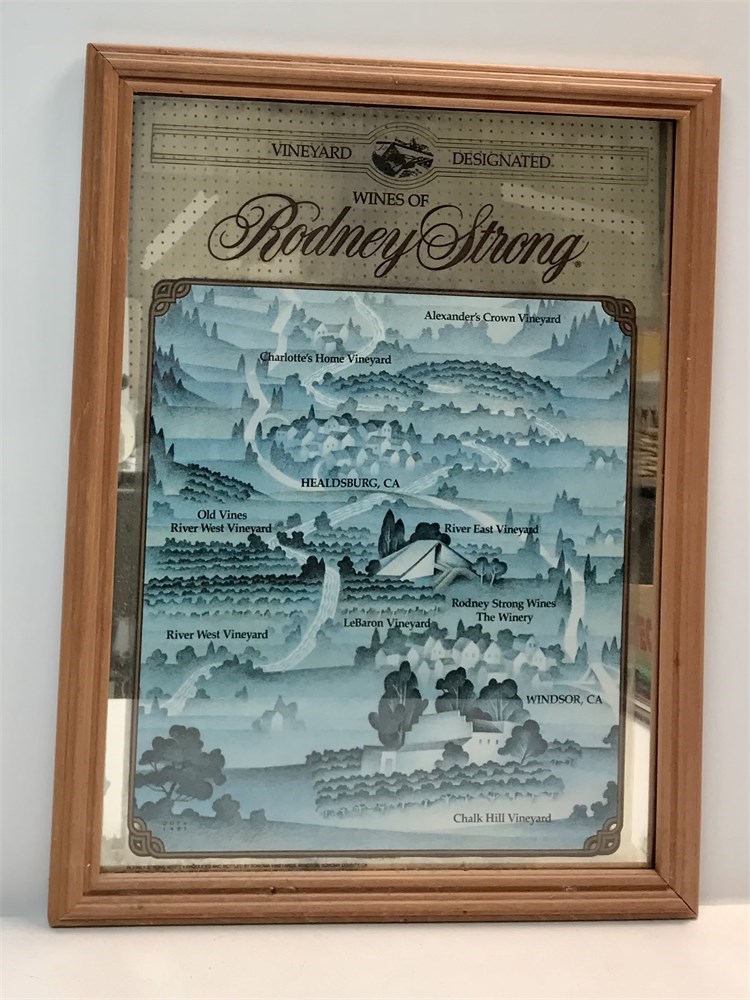 VINEYARD DESIGNATED
WINES OF
Rodney Strong®
Alexander's Crown Vineyard
Charlotte's Home Vineyard
HEALDSBURG, CA
Old Vines
River West Vineyard
River East Vineyard
Rodney Strong Wines
The Winery
LeBaron Vineyard
River West Vineyard
WINDSOR, CA
Chalk Hill Vineyard